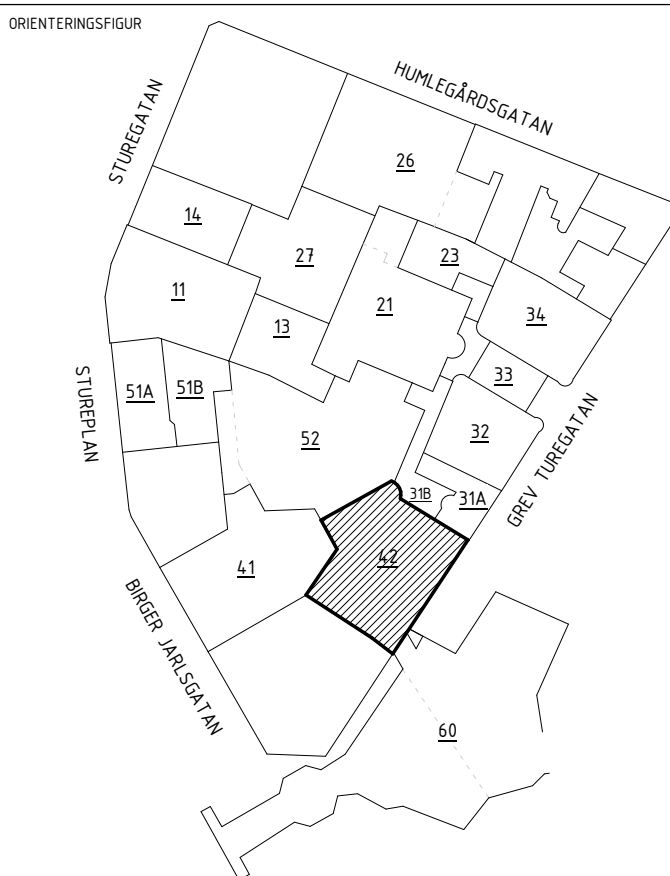 ORIENTERINGSFIGUR
HUMLEGÅRDSGATAN
STUREGATAN
26
14
23
27
11
21
34
13
33
51A
51B
STUREPLAN
32
52
GREV TUREGATAN
31B
31A
42
41
BIRGER JARLSGATAN
60